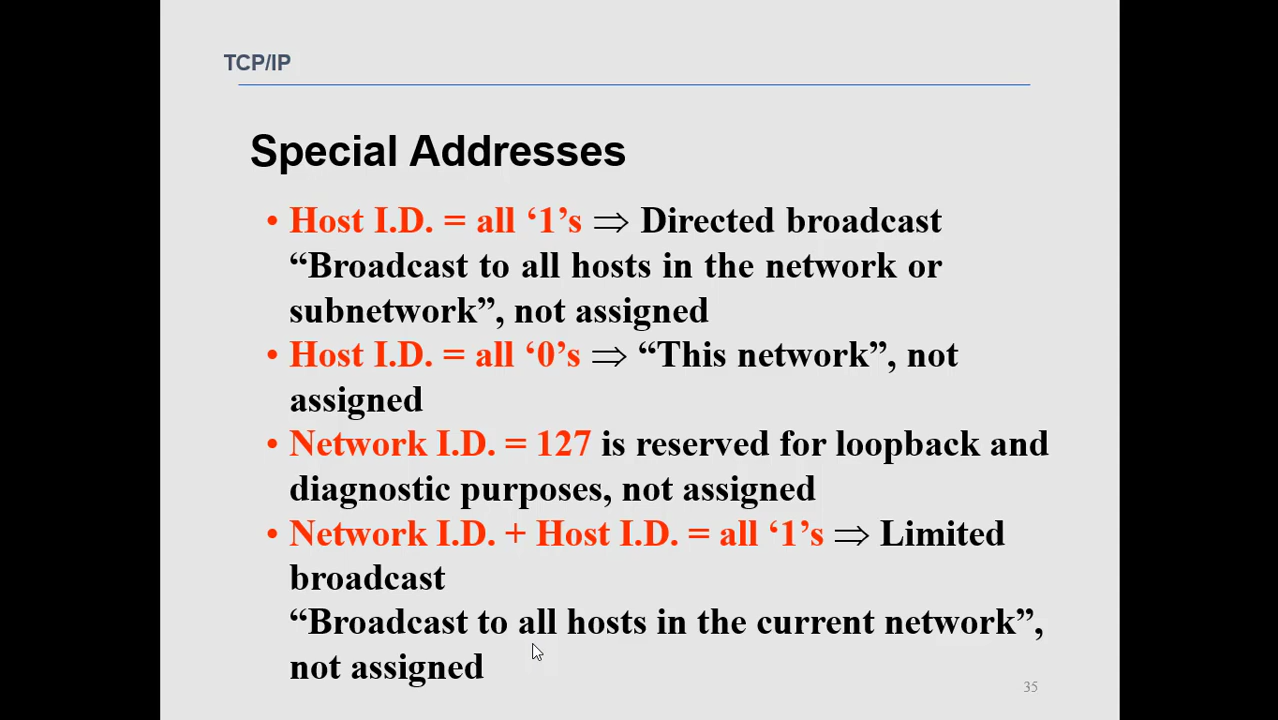 TCP/IP
Special Addresses
• Host I.D. = all ‘1’s ⇒ Directed broadcast
“Broadcast to all hosts in the network or
subnetwork”, not assigned
• Host I.D. = all ‘0’s ⇒ “This network”, not
assigned
• Network I.D. = 127 is reserved for loopback and
diagnostic purposes, not assigned
• Network I.D. + Host I.D. = all ‘1’s ⇒ Limited
broadcast
“Broadcast to all hosts in the current network”,
not assigned
35